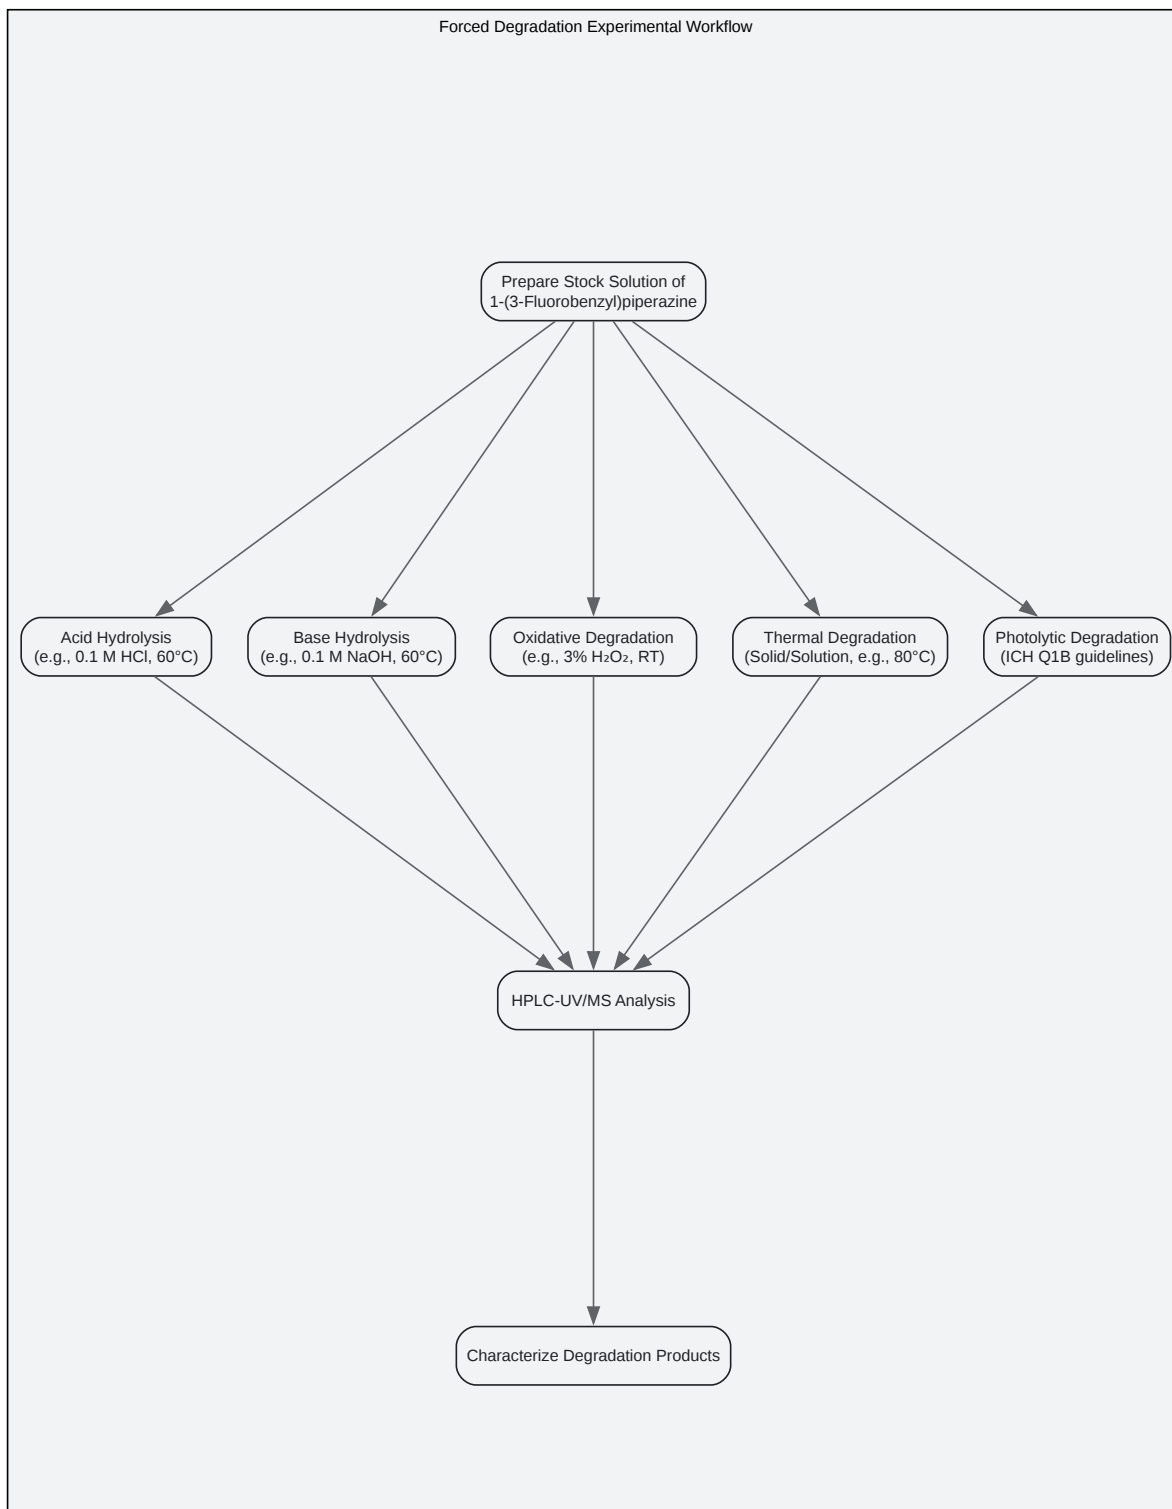 Forced Degradation Experimental Workflow
Prepare Stock Solution of
1-(3-Fluorobenzyl)piperazine
Acid Hydrolysis
(e.g., 0.1 M HCl, 60°C)
Base Hydrolysis
(e.g., 0.1 M NaOH, 60°C)
Oxidative Degradation
(e.g., 3% H₂O₂, RT)
Thermal Degradation
(Solid/Solution, e.g., 80°C)
Photolytic Degradation
(ICH Q1B guidelines)
HPLC-UV/MS Analysis
Characterize Degradation Products